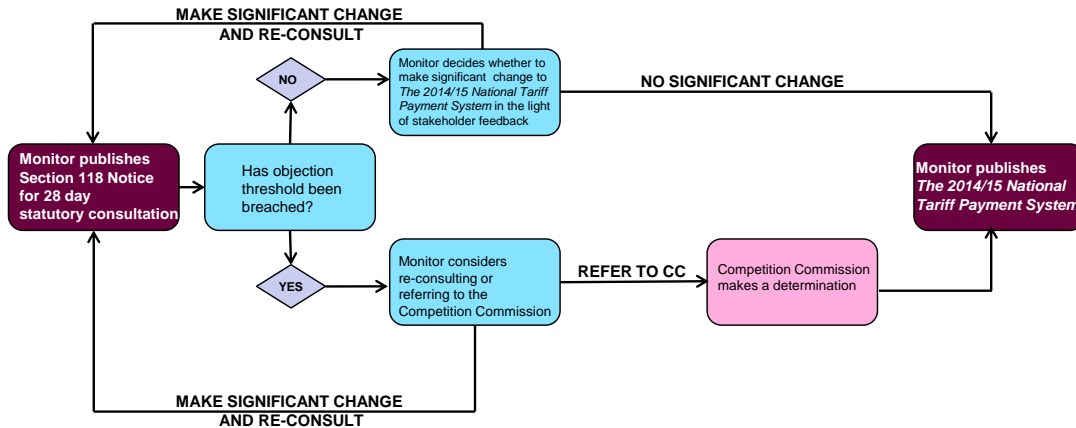 MAKE SIGNIFICANT CHANGE
AND RE-CONSULT
NO
Monitor decides whether to
make significant change to
The 2014/15 National Tariff
Payment System in the light
of stakeholder feedback
NO SIGNIFICANT CHANGE
Monitor publishes
Section 118 Notice
for 28 day
statutory consultation
Has objection
threshold been
breached?
Monitor publishes
The 2014/15 National
Tariff Payment System
YES
Monitor considers
re-consulting or
referring to the
Competition Commission
REFER TO CC
Competition Commission
makes a determination
MAKE SIGNIFICANT CHANGE
AND RE-CONSULT